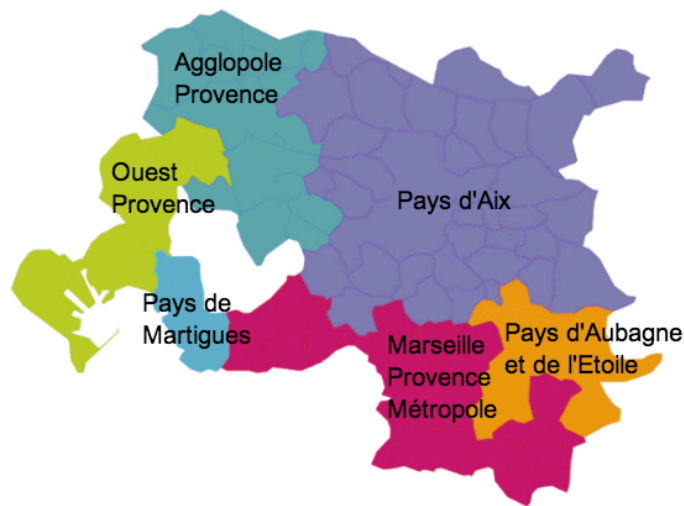 Agglopole
Provence
Ouest
Provence
Pays d'Aix
Pays de
Martigues
Marseille
Provence
Métropole
Pays d'Aubagne
et de l'Etoile